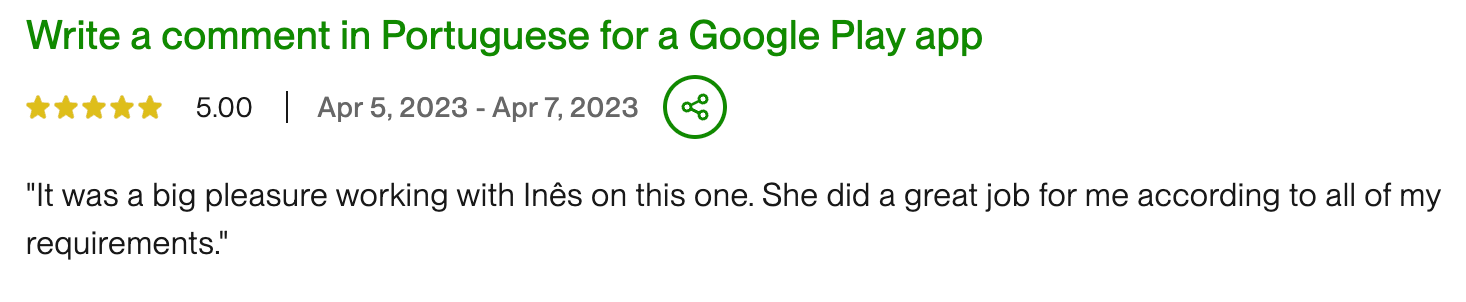 Write a comment in Portuguese for a Google Play app
5.00 | Apr 5, 2023 - Apr 7, 2023
"It was a big pleasure working with Inês on this one. She did a great job for me according to all of my
requirements."